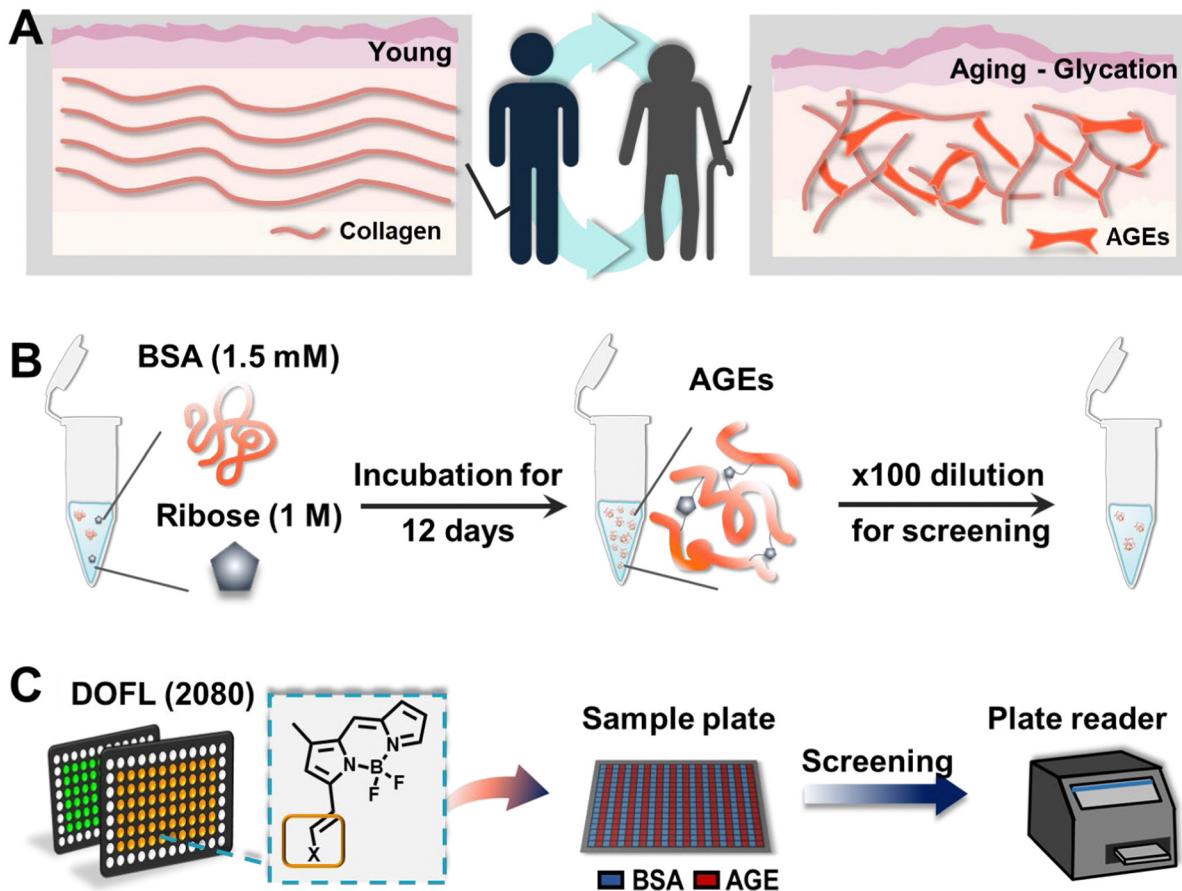 A
Young
Collagen
Aging - Glycation
AGEs
B
BSA (1.5 mM)
Ribose (1 M)
Incubation for
12 days
AGEs
x100 dilution
for screening
C
DOFL (2080)
N
N
B
F
F
X
Sample plate
BSA
AGE
Screening
Plate reader